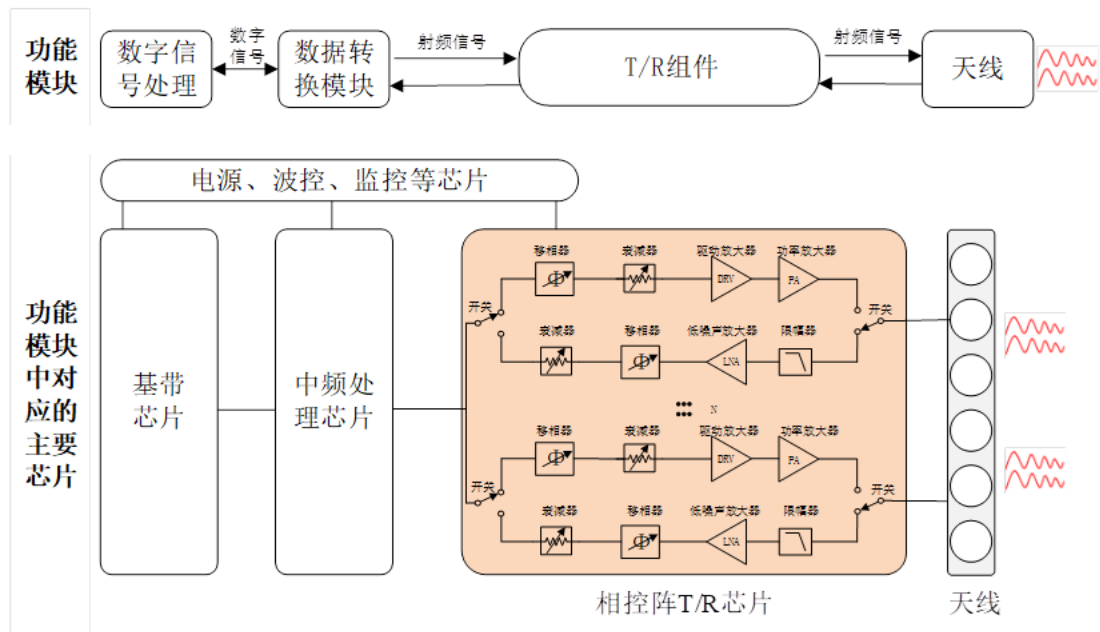 功能
模块
数字信
号处理
数字
信号
数据转
换模块
射频信号
T/R组件
射频信号
天线
功能
模块
中对
应的
主要
芯片
电源、波控、监控等芯片
基带
芯片
中频处
理芯片
移相器
衰减器
驱动放大器
功率放大器
Φ
DRV
PA
开关
开关
衰减器
移相器
低噪声放大器
限幅器
Φ
LNA
N
移相器
衰减器
驱动放大器
功率放大器
Φ
DRV
PA
开关
开关
衰减器
移相器
低噪声放大器
限幅器
Φ
LNA
相控阵T/R芯片
天线